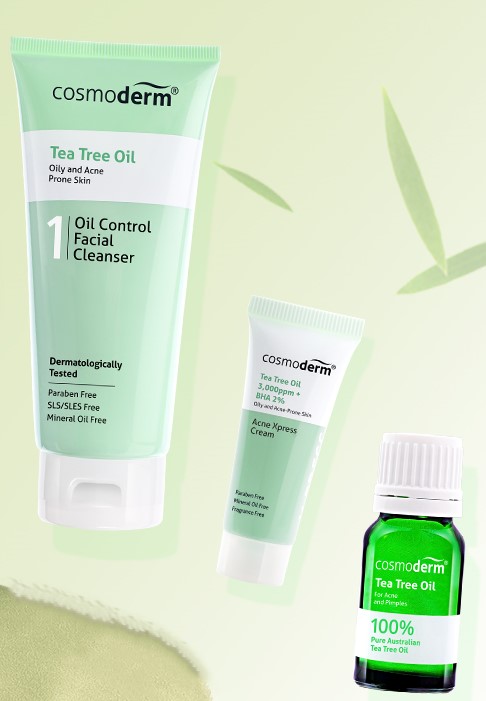 cosmoderm®
Tea Tree Oil
Oily and Acne
Prone Skin
1
Oil Control
Facial
Cleanser
Dermatologically
Tested
Paraben Free
SLS/SLES Free
Mineral Oil Free
cosmoderm®
Tea Tree Oil
3,000ppm +
BHA 2%
Oily and Acne-Prone Skin
Acne Xpress
Cream
Paraben Free
Mineral Oil Free
Fragrance Free
cosmoderm®
Tea Tree Oil
For Acne
and Pimples
100%
Pure Australian
Tea Tree Oil